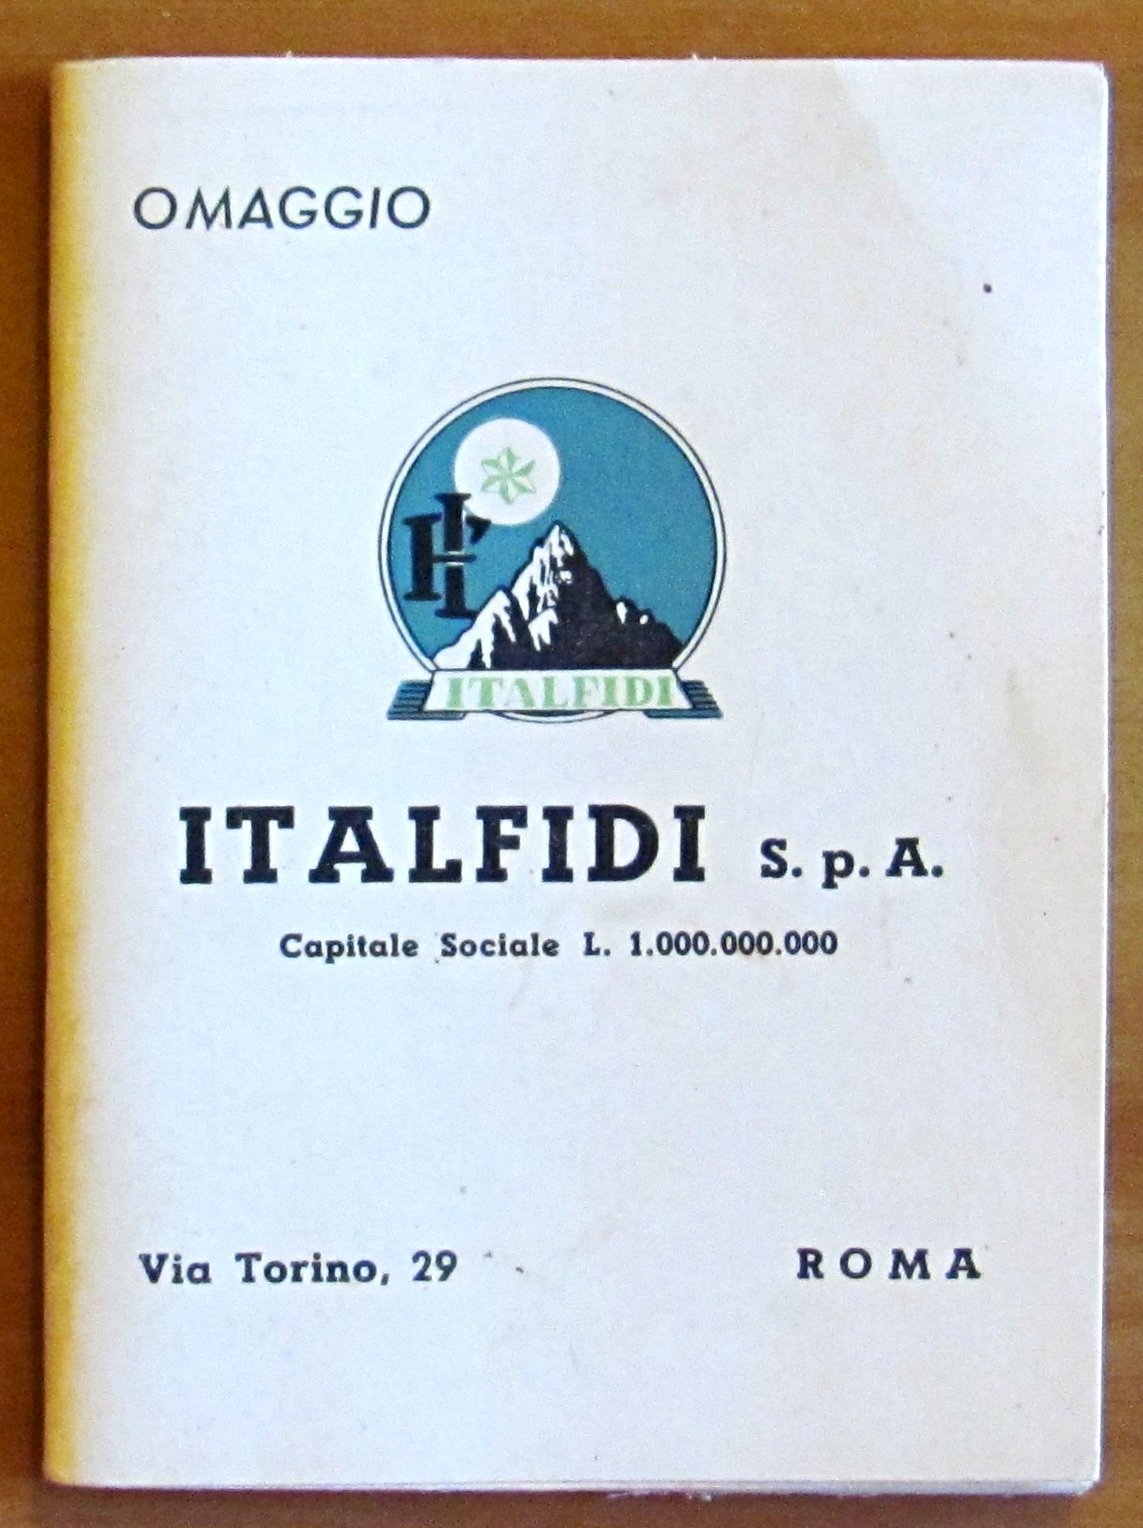 OMAGGIO
ITALFIDI
ITALFIDI S. p. A.
Capitale Sociale L. 1.000.000.000
Via Torino, 29 ROMA